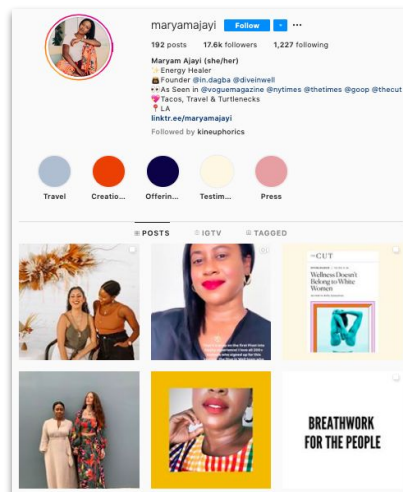 maryamajayi Follow
192 posts 17.6k followers 1,227 following
Maryam Ajayi (she/her)
✨Energy Healer
Founder @in.dagba @diveinwell
As Seen in @voguemagazine @nytimes @thetimes @goop @thecut
Tacos, Travel & Turtlenecks
📍LA
linktr.ee/maryamajayi
Followed by kineuphorics
Travel Creatio... Offerin... Testim... Press
POSTS IGTV TAGGED
THE CUT
Wellness Doesn't
Belong to White
Women
BREATHWORK
FOR THE PEOPLE